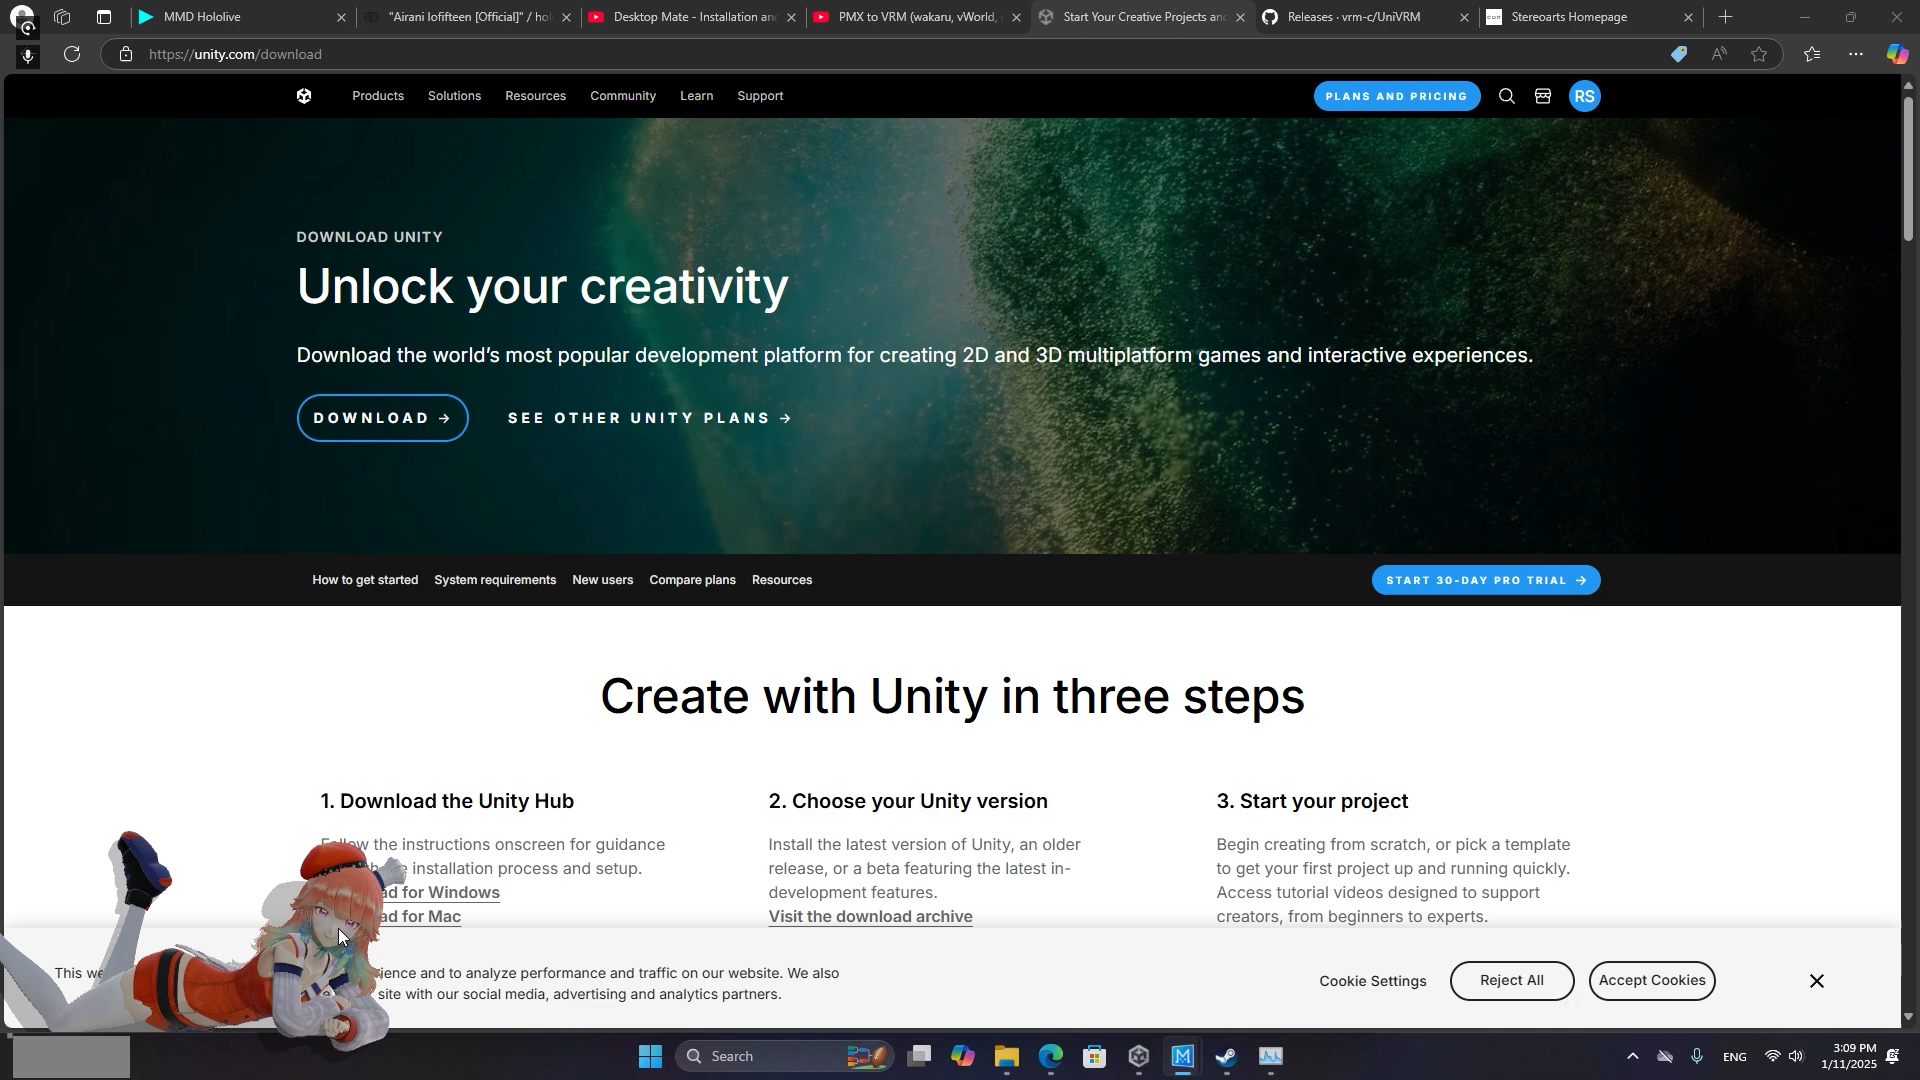 MMD Hololive
"Airani Iofifteen [Official]" / hol
Desktop Mate - Installation and
PMX to VRM (wakaru, vWorld,
Start Your Creative Projects and
Releases · vrm-c/UniVRM
Stereoarts Homepage
https://unity.com/download
Products
Solutions
Resources
Community
Learn
Support
PLANS AND PRICING
RS
DOWNLOAD UNITY
Unlock your creativity
Download the world's most popular development platform for creating 2D and 3D multiplatform games and interactive experiences.
DOWNLOAD →
SEE OTHER UNITY PLANS →
How to get started
System requirements
New users
Compare plans
Resources
START 30-DAY PRO TRIAL →
Create with Unity in three steps
1. Download the Unity Hub
Follow the instructions onscreen for guidance
installation process and setup.
ad for Windows
ad for Mac
2. Choose your Unity version
Install the latest version of Unity, an older
release, or a beta featuring the latest in-
development features.
Visit the download archive
3. Start your project
Begin creating from scratch, or pick a template
to get your first project up and running quickly.
Access tutorial videos designed to support
creators, from beginners to experts.
This we
ience and to analyze performance and traffic on our website. We also
site with our social media, advertising and analytics partners.
Cookie Settings
Reject All
Accept Cookies
Search
ENG
3:09 PM
1/11/2025